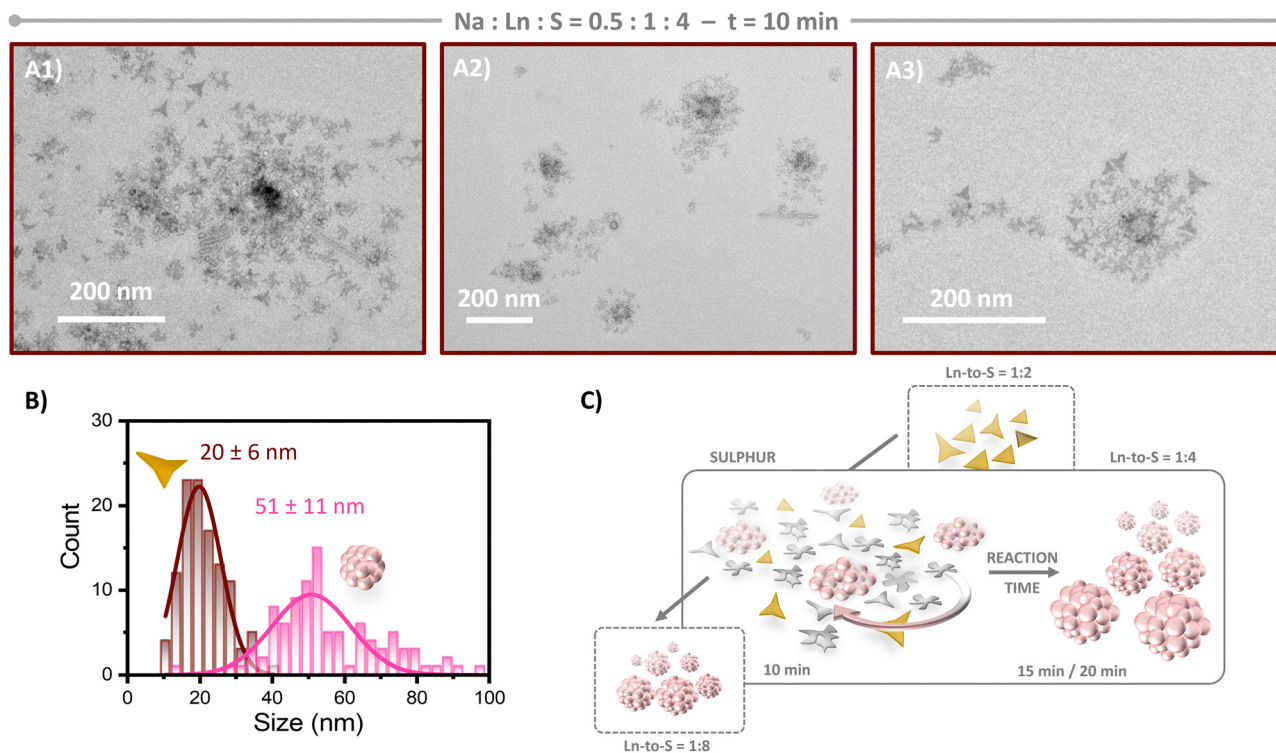 Na : Ln : S = 0.5 : 1 : 4 – t = 10 min
A1)
A2)
A3)
200 nm
200 nm
200 nm
B)
30
20
10
0
Count
20 ± 6 nm
51 ± 11 nm
0
20
40
60
80
100
Size (nm)
C)
Ln-to-S = 1:2
SULPHUR
Ln-to-S = 1:4
REACTION
TIME
10 min
15 min / 20 min
Ln-to-S = 1:8